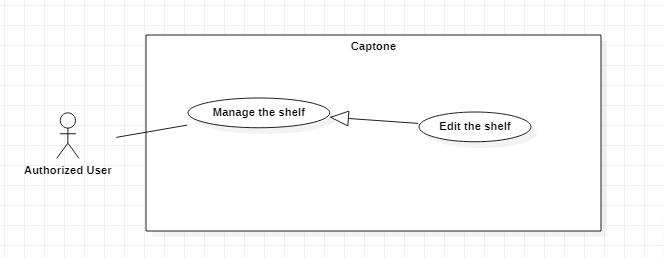 Captone
Manage the shelf
Edit the shelf
Authorized User